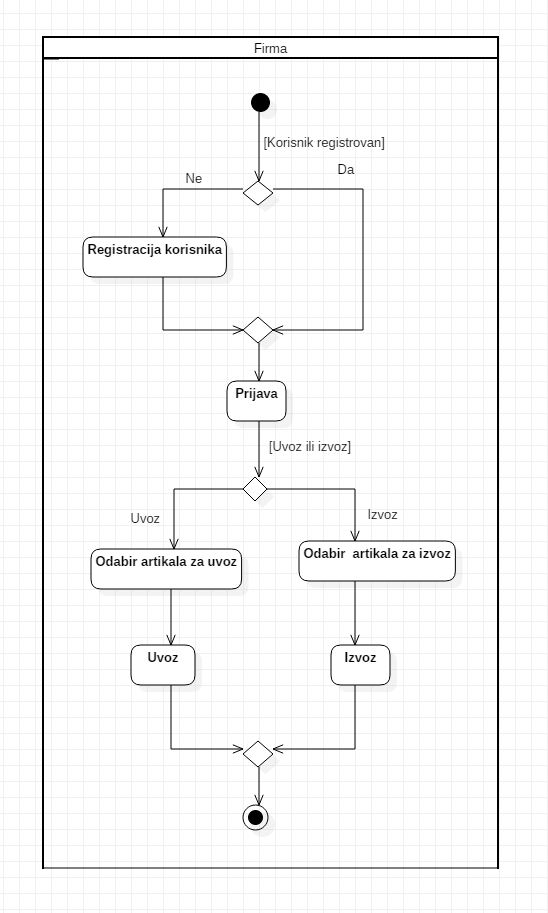 Firma
[Korisnik registrovan]
Ne
Da
Registracija korisnika
Prijava
[Uvoz ili izvoz]
Uvoz
Izvoz
Odabir artikala za uvoz
Odabir  artikala za izvoz
Uvoz
Izvoz